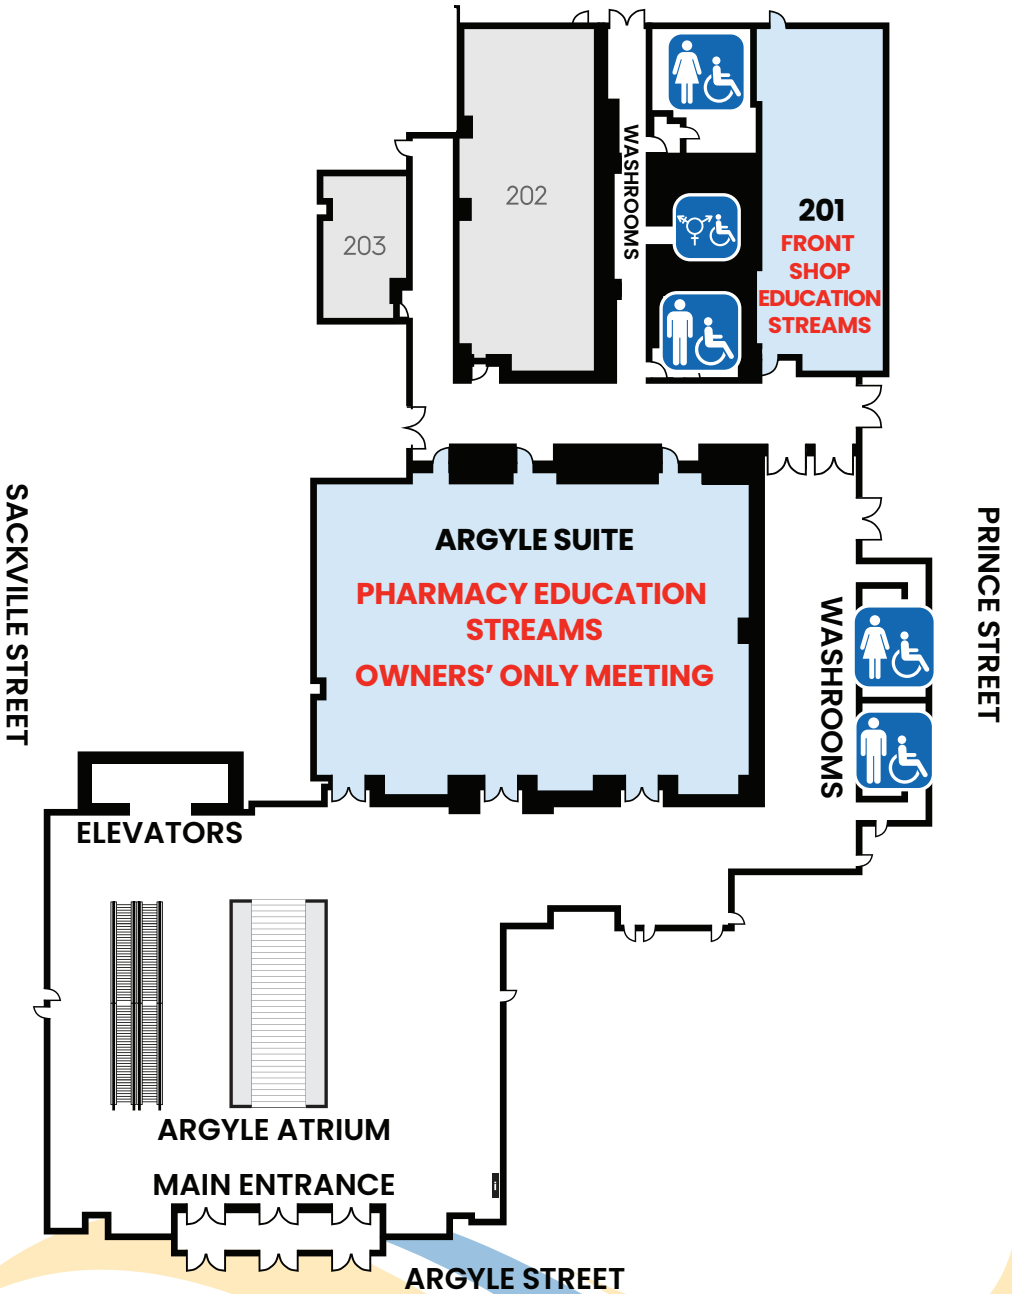 WASHROOMS
202
203
201
FRONT
SHOP
EDUCATION
STREAMS
ARGYLE SUITE
PHARMACY EDUCATION
STREAMS
OWNERS’ ONLY MEETING
SACKVILLE STREET
PRINCE STREET
WASHROOMS
ELEVATORS
ARGYLE ATRIUM
MAIN ENTRANCE
ARGYLE STREET